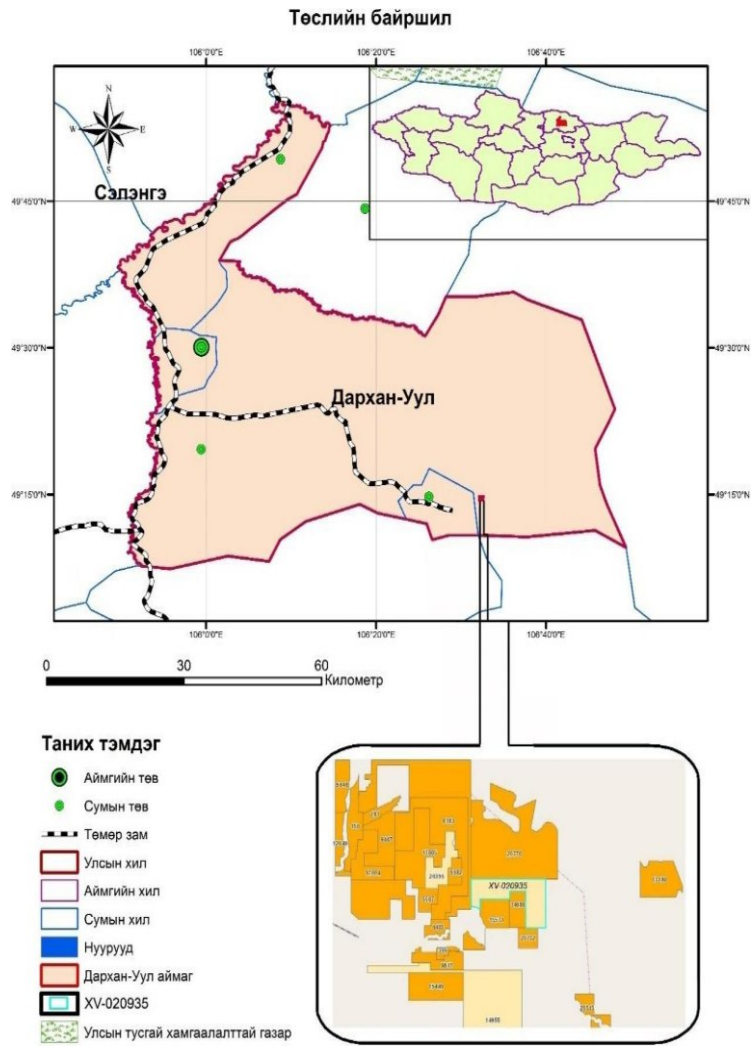 Төслийн байршил
106°0'0"E 106°20'0"E 106°40'0"E
N
W E
S
Сэлэнгэ
49°45'0"N 49°45'0"N
49°30'0"N 49°30'0"N
Дархан-Уул
49°15'0"N 49°15'0"N
106°0'0"E 106°20'0"E 106°40'0"E
0 30 60
Километр
Таних тэмдэг
Аймгийн төв
Сумын төв
Төмөр зам
Улсын хил
Аймгийн хил
Сумын хил
Нуурууд
Дархан-Уул аймаг
XV-020935
Улсын тусгай хамгаалалттай газар
XV-020935